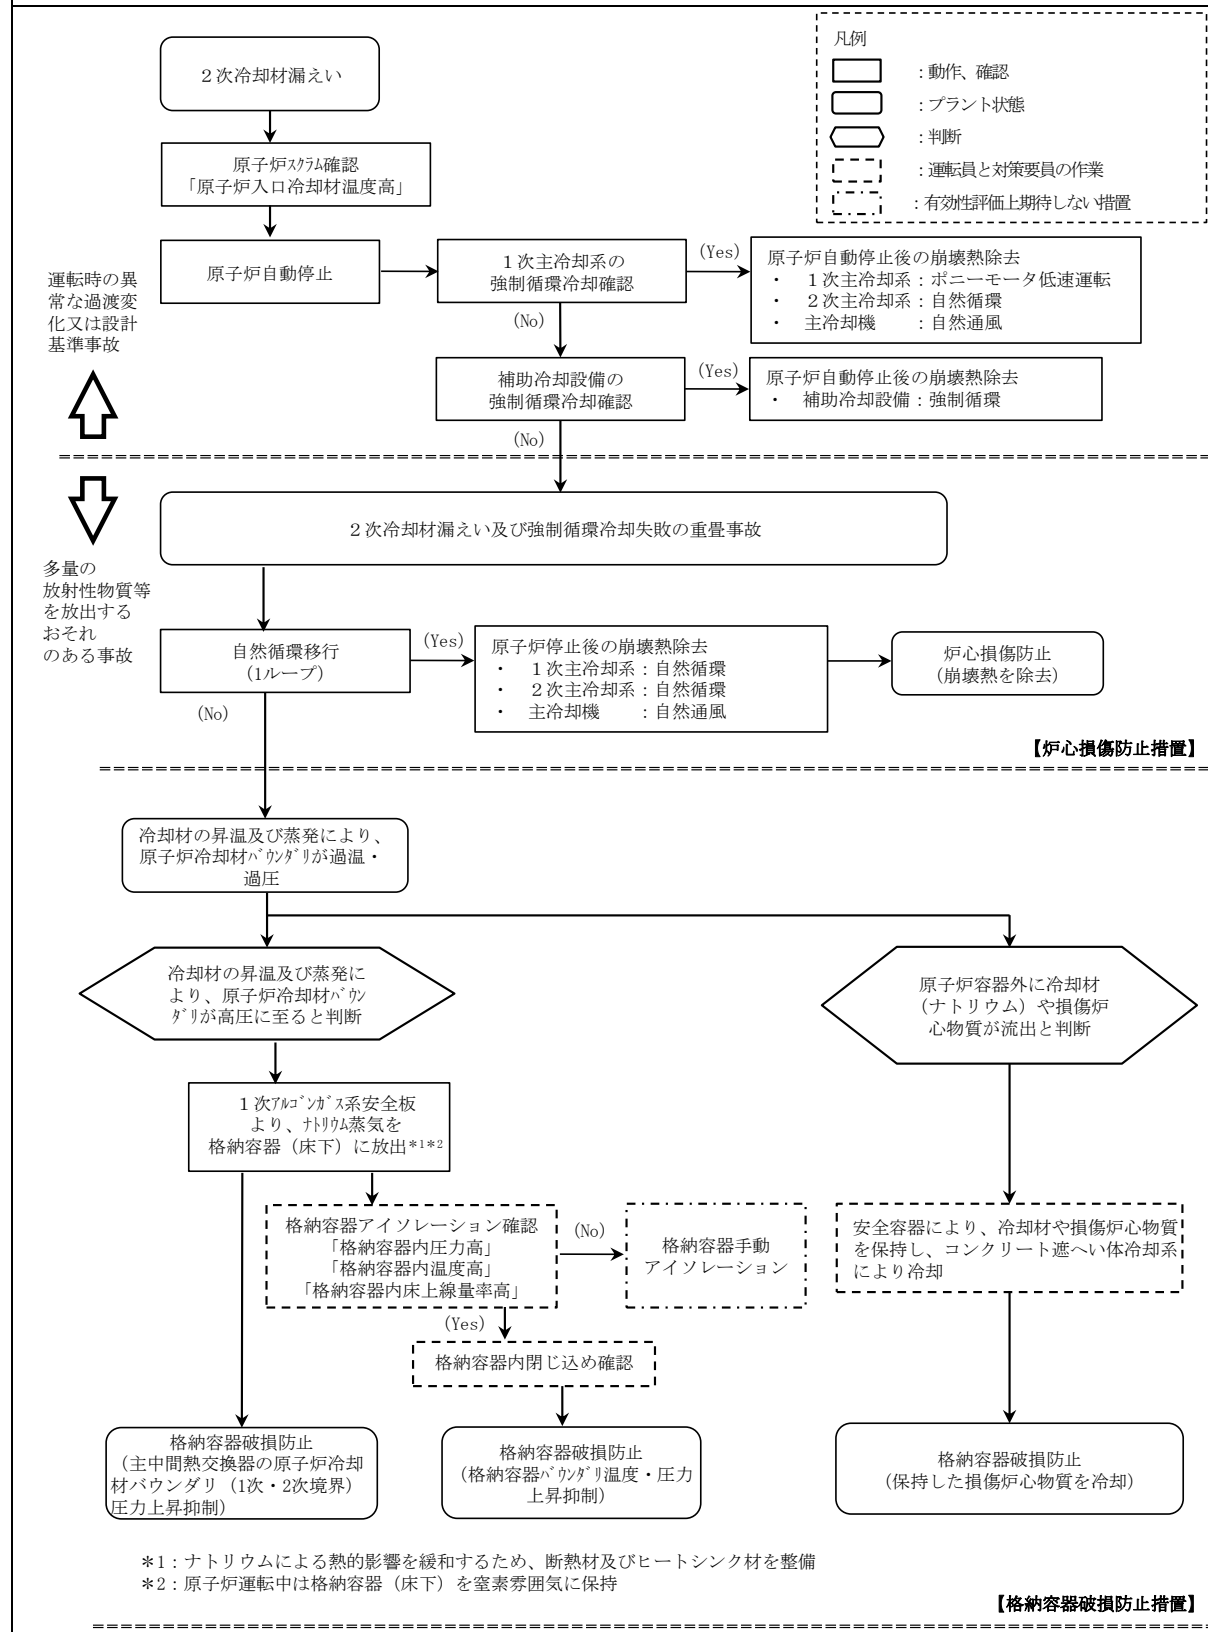 凡例
：動作、確認
：プラント状態
：判断
：運転員と対策要員の作業
：有効性評価上期待しない措置
２次冷却材漏えい
原子炉ｽｸﾗﾑ確認
「原子炉入口冷却材温度高」
原子炉自動停止
１次主冷却系の
強制循環冷却確認
(Yes)
原子炉自動停止後の崩壊熱除去
・　１次主冷却系：ポニーモータ低速運転
・　２次主冷却系：自然循環
・　主冷却機　　：自然通風
運転時の異
常な過渡変
化又は設計
基準事故
(No)
補助冷却設備の
強制循環冷却確認
(Yes)
原子炉自動停止後の崩壊熱除去
・　補助冷却設備：強制循環
(No)
２次冷却材漏えい及び強制循環冷却失敗の重畳事故
多量の
放射性物質等
を放出する
おそれ
のある事故
自然循環移行
(1ループ)
(Yes)
原子炉停止後の崩壊熱除去
・　１次主冷却系：自然循環
・　２次主冷却系：自然循環
・　主冷却機　　：自然通風
炉心損傷防止
(崩壊熱を除去)
(No)
【炉心損傷防止措置】
冷却材の昇温及び蒸発により、
原子炉冷却材ﾊﾞｳﾝﾀﾞﾘが過温・
過圧
冷却材の昇温及び蒸発に
より、原子炉冷却材ﾊﾞｳﾝ
ﾀﾞﾘが高圧に至ると判断
原子炉容器外に冷却材
（ナトリウム）や損傷炉
心物質が流出と判断
１次ｱﾙｺﾞﾝｶﾞｽ系安全板
より、ﾅﾄﾘｳﾑ蒸気を
格納容器（床下）に放出*1*2
格納容器アイソレーション確認
「格納容器内圧力高」
「格納容器内温度高」
「格納容器内床上線量率高」
(No)
格納容器手動
アイソレーション
安全容器により、冷却材や損傷炉心物質
を保持し、コンクリート遮へい体冷却系
により冷却
(Yes)
格納容器内閉じ込め確認
格納容器破損防止
（主中間熱交換器の原子炉冷却
材バウンダリ（1次・2次境界）
圧力上昇抑制）
格納容器破損防止
(格納容器ﾊﾞｳﾝﾀﾞﾘ温度・圧力
上昇抑制)
格納容器破損防止
(保持した損傷炉心物質を冷却)
＊1：ナトリウムによる熱的影響を緩和するため、断熱材及びヒートシンク材を整備
＊2：原子炉運転中は格納容器（床下）を窒素雰囲気に保持
【格納容器破損防止措置】